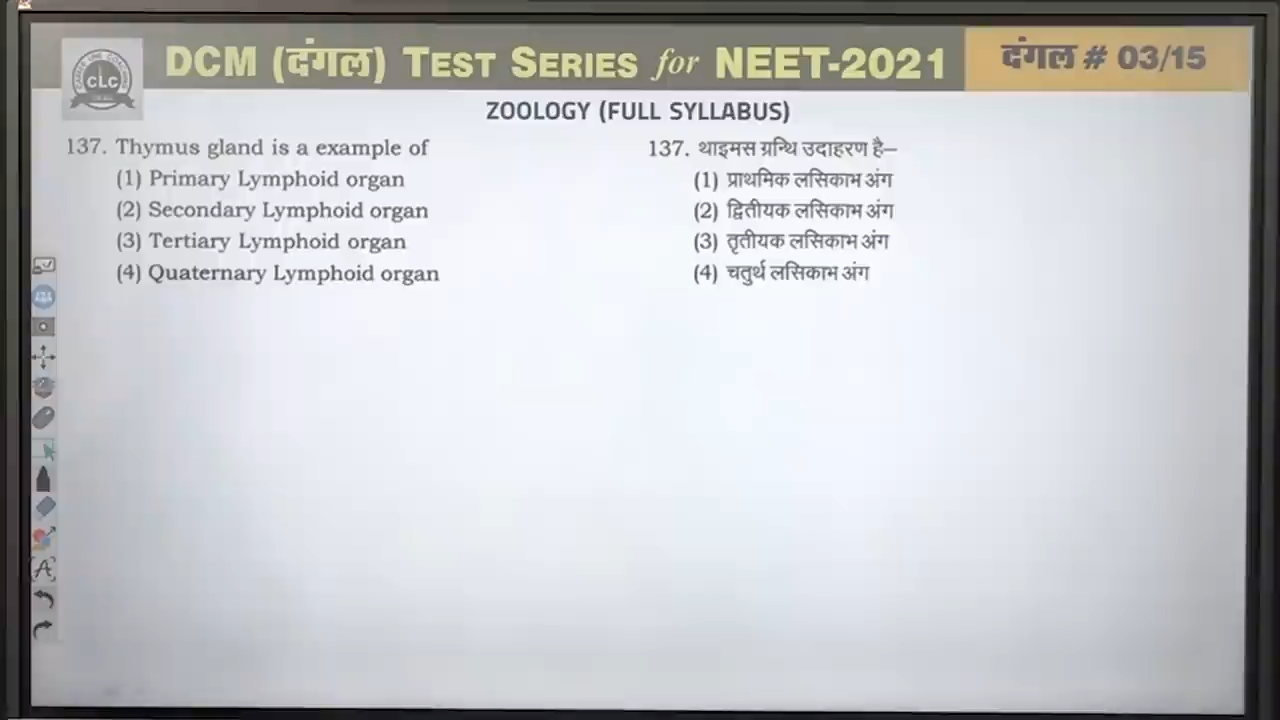 DCM (दंगल) TEST SERIES for NEET-2021
दंगल # 03/15
CLC
ZOOLOGY (FULL SYLLABUS)
137. Thymus gland is a example of
(1) Primary Lymphoid organ
(2) Secondary Lymphoid organ
(3) Tertiary Lymphoid organ
(4) Quaternary Lymphoid organ
137. थाइमस ग्रन्थि उदाहरण है–
(1) प्राथमिक लसिकाभ अंग
(2) द्वितीयक लसिकाभ अंग
(3) तृतीयक लसिकाभ अंग
(4) चतुर्थ लसिकाभ अंग